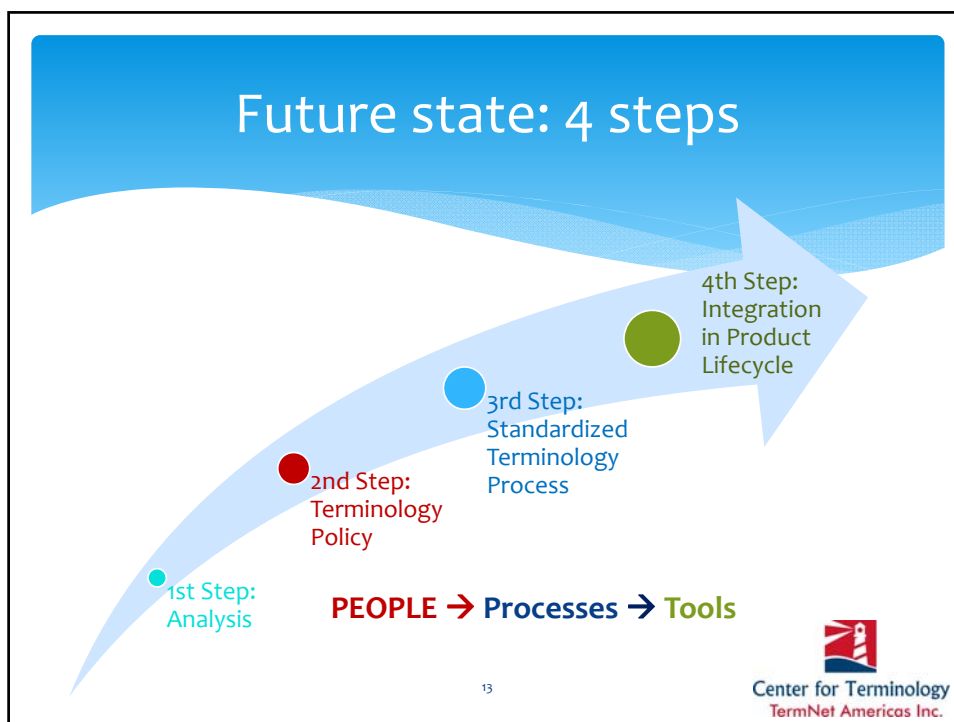 Future state: 4 steps
4th Step:
Integration
in Product
Lifecycle
3rd Step:
Standardized
Terminology
Process
2nd Step:
Terminology
Policy
1st Step:
Analysis
PEOPLE → Processes → Tools
13
Center for Terminology
TermNet Americas Inc.